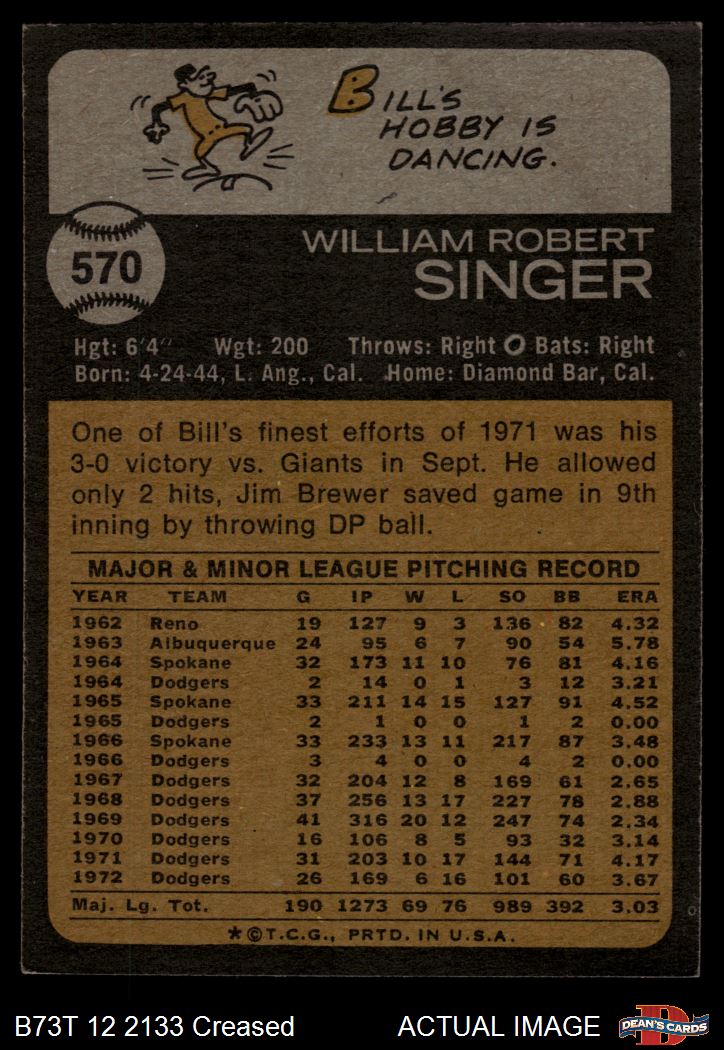 BILL'S
HOBBY IS
DANCING.
570
WILLIAM ROBERT
SINGER
Hgt: 6'4" Wgt: 200 Throws: Right O Bats: Right
Born: 4-24-44, L. Ang., Cal. Home: Diamond Bar, Cal.
One of Bill's finest efforts of 1971 was his
3-0 victory vs. Giants in Sept. He allowed
only 2 hits, Jim Brewer saved game in 9th
inning by throwing DP ball.
MAJOR & MINOR LEAGUE PITCHING RECORD
YEAR TEAM G IP W L SO BB ERA
1962 Reno 19 127 9 3 136 82 4.32
1963 Albuquerque 24 95 6 7 90 54 5.78
1964 Spokane 32 173 11 10 76 81 4.16
1964 Dodgers 2 14 0 1 3 12 3.21
1965 Spokane 33 211 14 15 127 91 4.52
1965 Dodgers 2 1 0 0 1 2 0.00
1966 Spokane 33 233 13 11 217 87 3.48
1966 Dodgers 3 4 0 0 4 2 0.00
1967 Dodgers 32 204 12 8 169 61 2.65
1968 Dodgers 37 256 13 17 227 78 2.88
1969 Dodgers 41 316 20 12 247 74 2.34
1970 Dodgers 16 106 8 5 93 32 3.14
1971 Dodgers 31 203 10 17 144 71 4.17
1972 Dodgers 26 169 6 16 101 60 3.67
Maj. Lg. Tot. 190 1273 69 76 989 392 3.03
*©T.C.G., PRTD. IN U.S.A.
B73T 12 2133 Creased ACTUAL IMAGE
DEAN'S CARDS